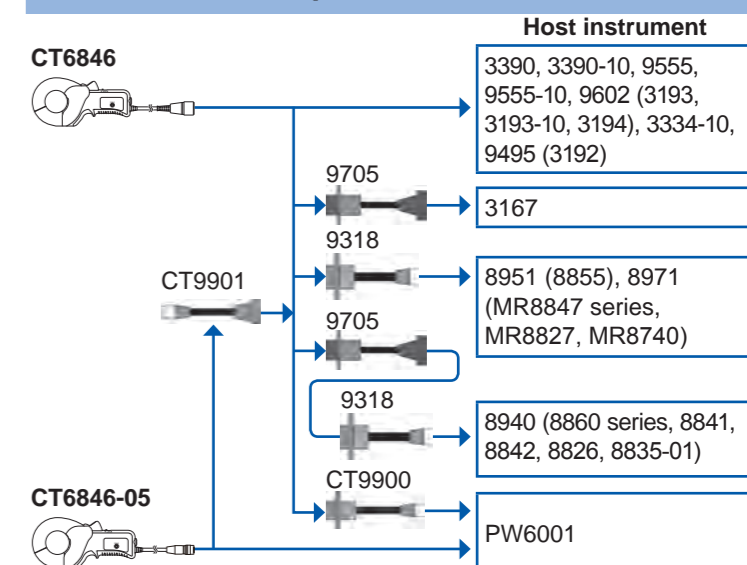 Host instrument
CT6846
3390, 3390-10, 9555,
9555-10, 9602 (3193,
3193-10, 3194), 3334-10,
9495 (3192)
9705
3167
9318
CT9901
8951 (8855), 8971
(MR8847 series,
MR8827, MR8740)
9705
9318
8940 (8860 series, 8841,
8842, 8826, 8835-01)
CT9900
CT6846-05
PW6001